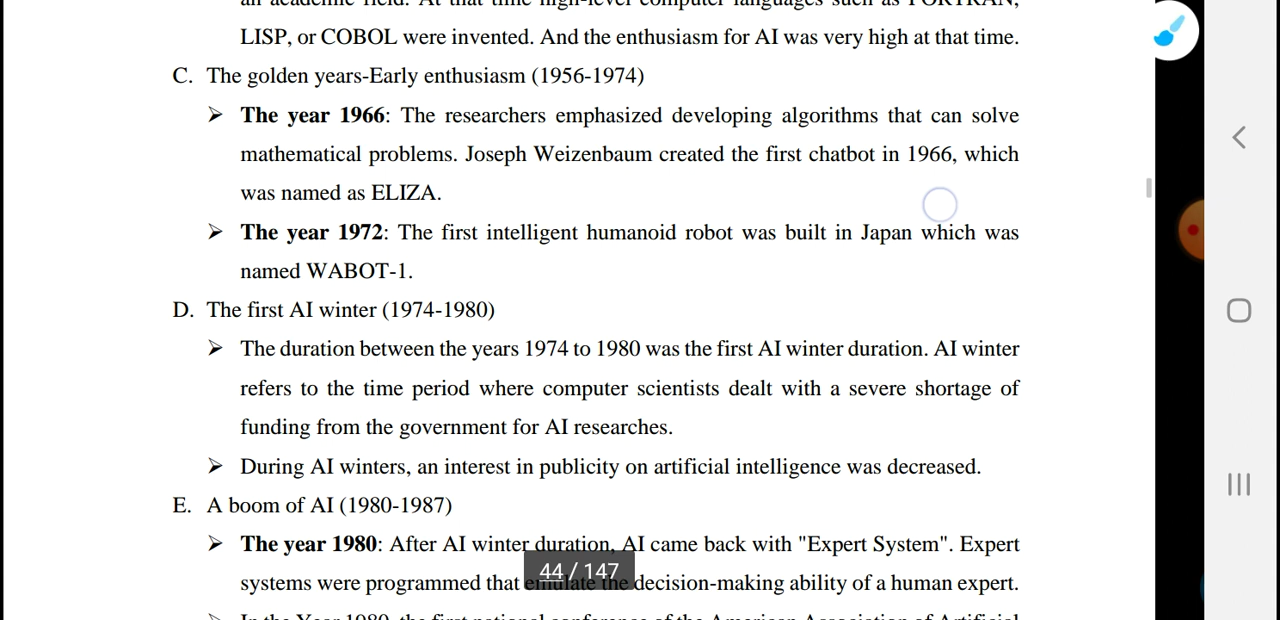 LISP, or COBOL were invented. And the enthusiasm for AI was very high at that time.
C. The golden years-Early enthusiasm (1956-1974)
➢ The year 1966: The researchers emphasized developing algorithms that can solve
mathematical problems. Joseph Weizenbaum created the first chatbot in 1966, which
was named as ELIZA.
➢ The year 1972: The first intelligent humanoid robot was built in Japan which was
named WABOT-1.
D. The first AI winter (1974-1980)
➢ The duration between the years 1974 to 1980 was the first AI winter duration. AI winter
refers to the time period where computer scientists dealt with a severe shortage of
funding from the government for AI researches.
➢ During AI winters, an interest in publicity on artificial intelligence was decreased.
E. A boom of AI (1980-1987)
➢ The year 1980: After AI winter duration, AI came back with "Expert System". Expert
systems were programmed that emulate the decision-making ability of a human expert.
44 / 147